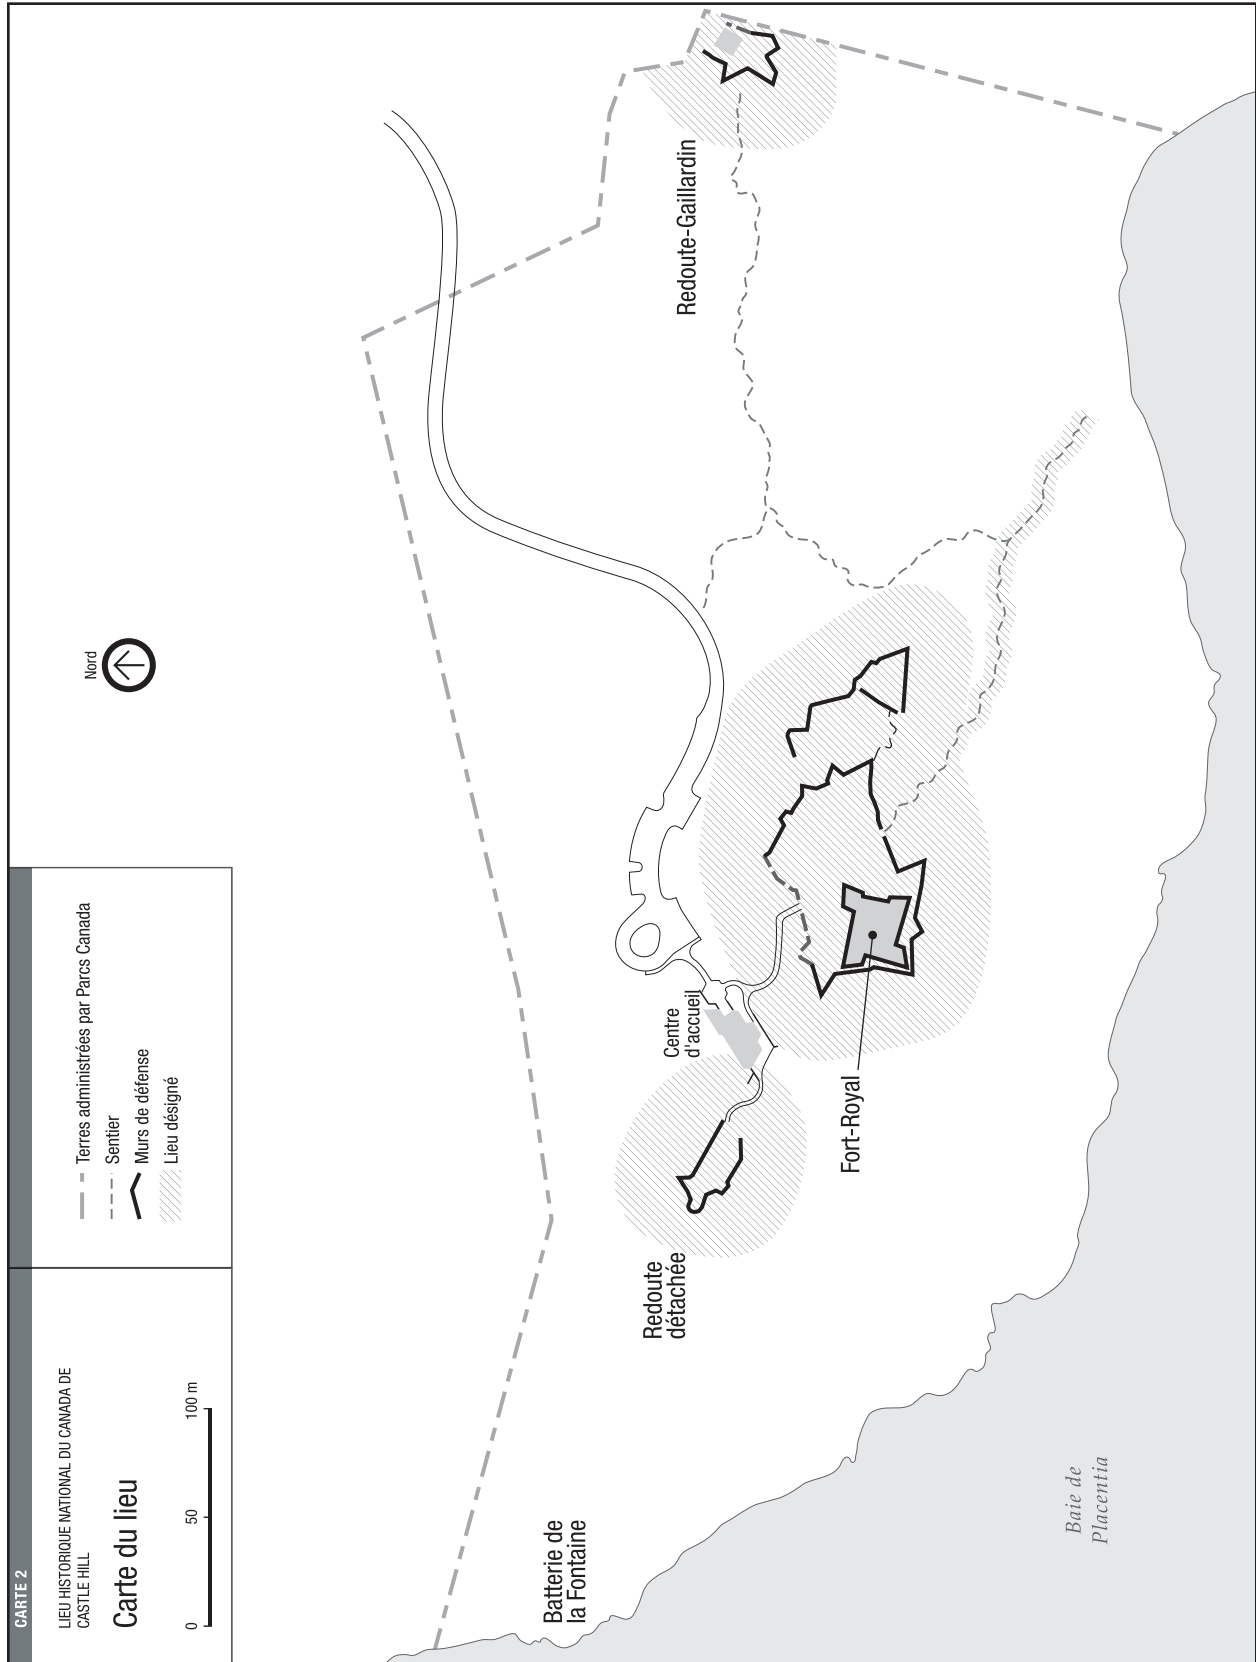 CARTE 2
LIEU HISTORIQUE NATIONAL DU CANADA DE
CASTLE HILL
Carte du lieu
0 50 100 m
Terres administrées par Parcs Canada
Sentier
Murs de défense
Lieu désigné
Nord
Batterie de
la Fontaine
Redoute
détachée
Centre
d'accueil
Fort-Royal
Redoute-Gaillardin
Baie de
Placentia